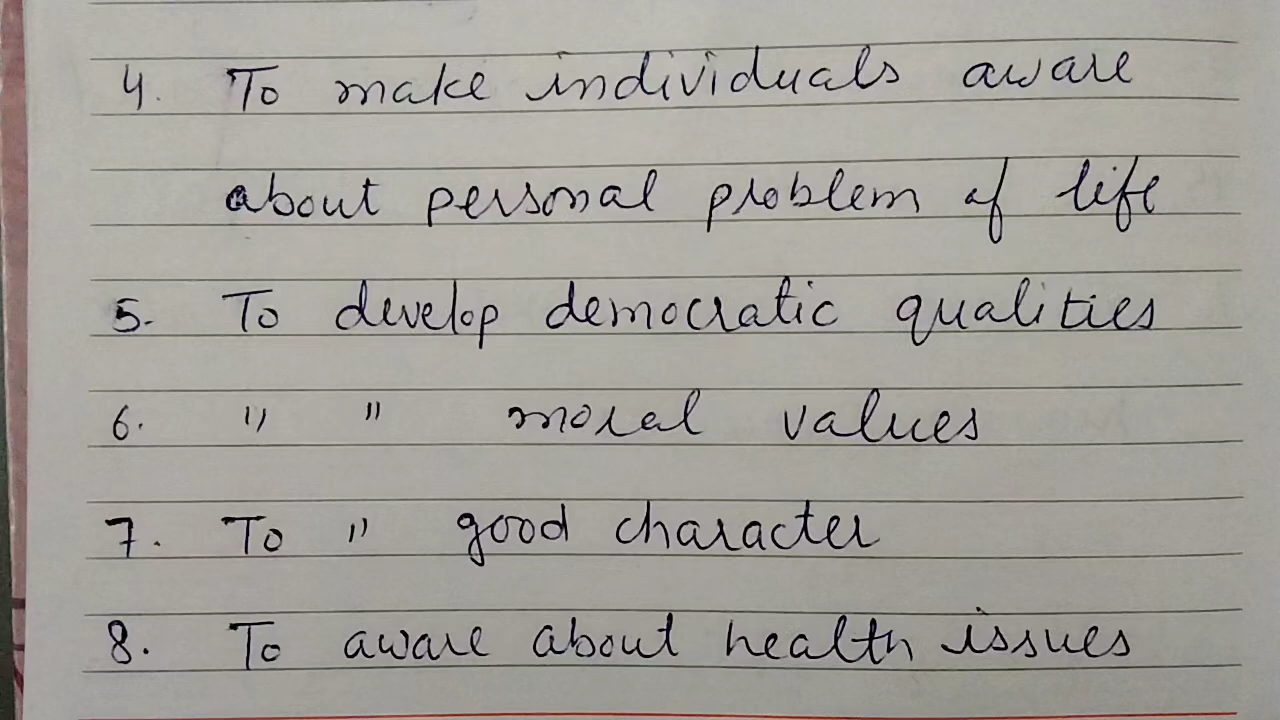 4. To make individuals aware
about personal problem of life
5. To develop democratic qualities
6. " " moral values
7. To " good character
8. To aware about health issues